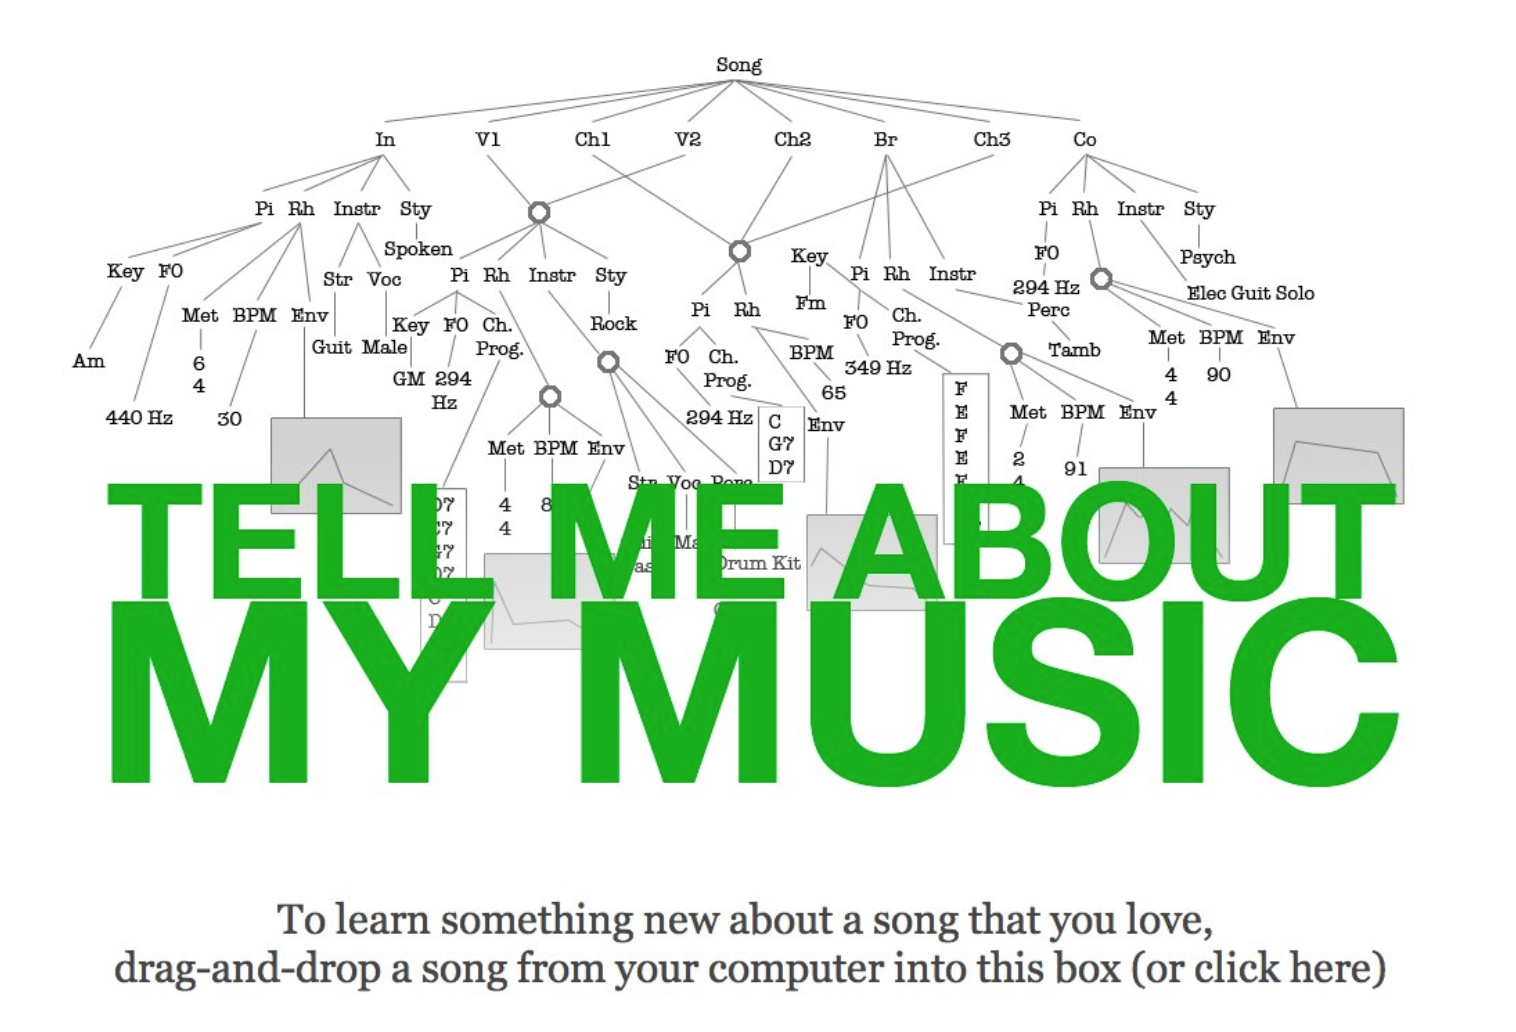 Song
In V1 Ch1 V2 Ch2 Br Ch3 Co
Pi Rh Instr Sty Pi Rh Instr Sty
Spoken Key Psych
Key F0 Str Voc Pi Rh Instr Sty Pi Rh Instr F0
294 Hz Elec Guit Solo
Met BPM Env Key F0 Ch. Prog. Rock Pi Rh Fm F0 Ch. Prog. Perc
Guit Male F0 Ch. Prog. BPM Tamb Met BPM Env
Am 6 4 GM 294 Hz 65 349 Hz 4 4 90
440 Hz 30 294 Hz C G7 D7 Env F E F E F Met BPM Env
Met BPM Env 2 4 91
Str Voc Perc
4 4 8
D7 C7 G7 D7
Drum Kit
TELL ME ABOUT
MY MUSIC
To learn something new about a song that you love,
drag-and-drop a song from your computer into this box (or click here)